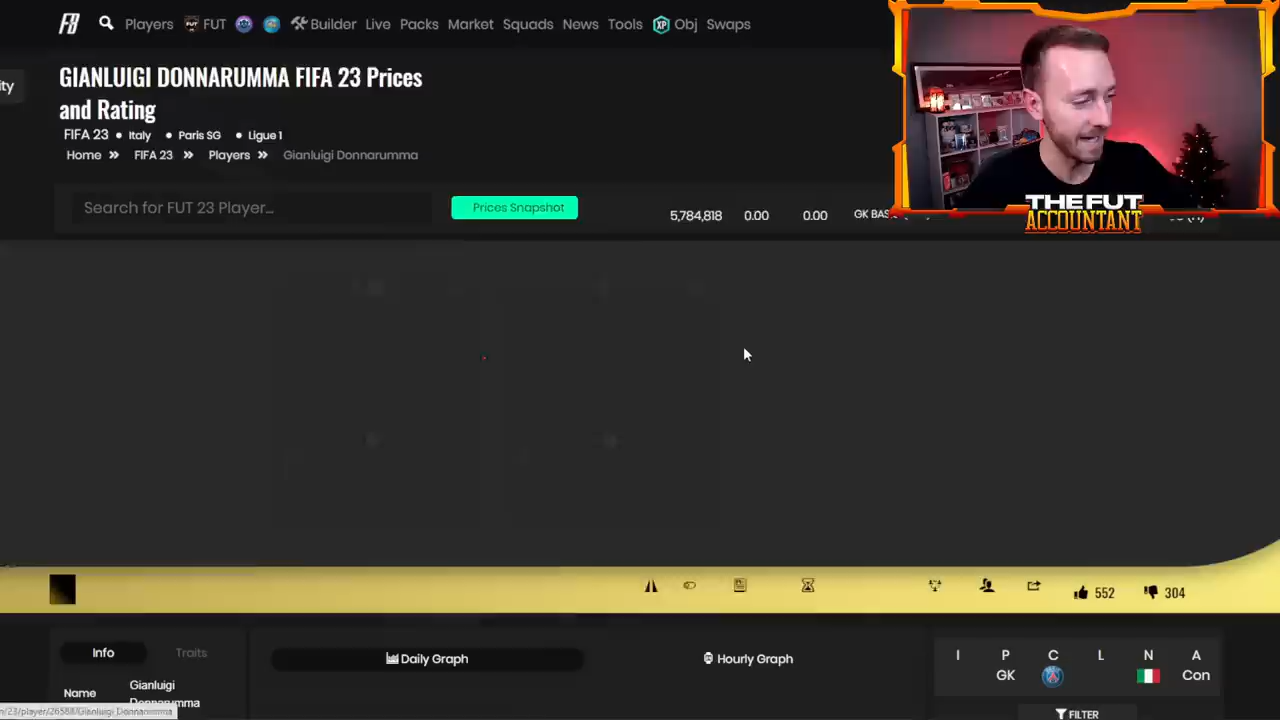 Players FUT Builder Live Packs Market Squads News Tools Obj Swaps
ty
GIANLUIGI DONNARUMMA FIFA 23 Prices
and Rating
FIFA 23 • Italy • Paris SG • Ligue 1
Home » FIFA 23 » Players » Gianluigi Donnarumma
Search for FUT 23 Player...
Prices Snapshot
5,784,818 0.00 0.00 GK
THE FUT
ACCOUNTANT
552 304
Info Traits
Daily Graph
Hourly Graph
I P C L N A
GK Con
Name
Gianluigi
Donnarumma
FILTER